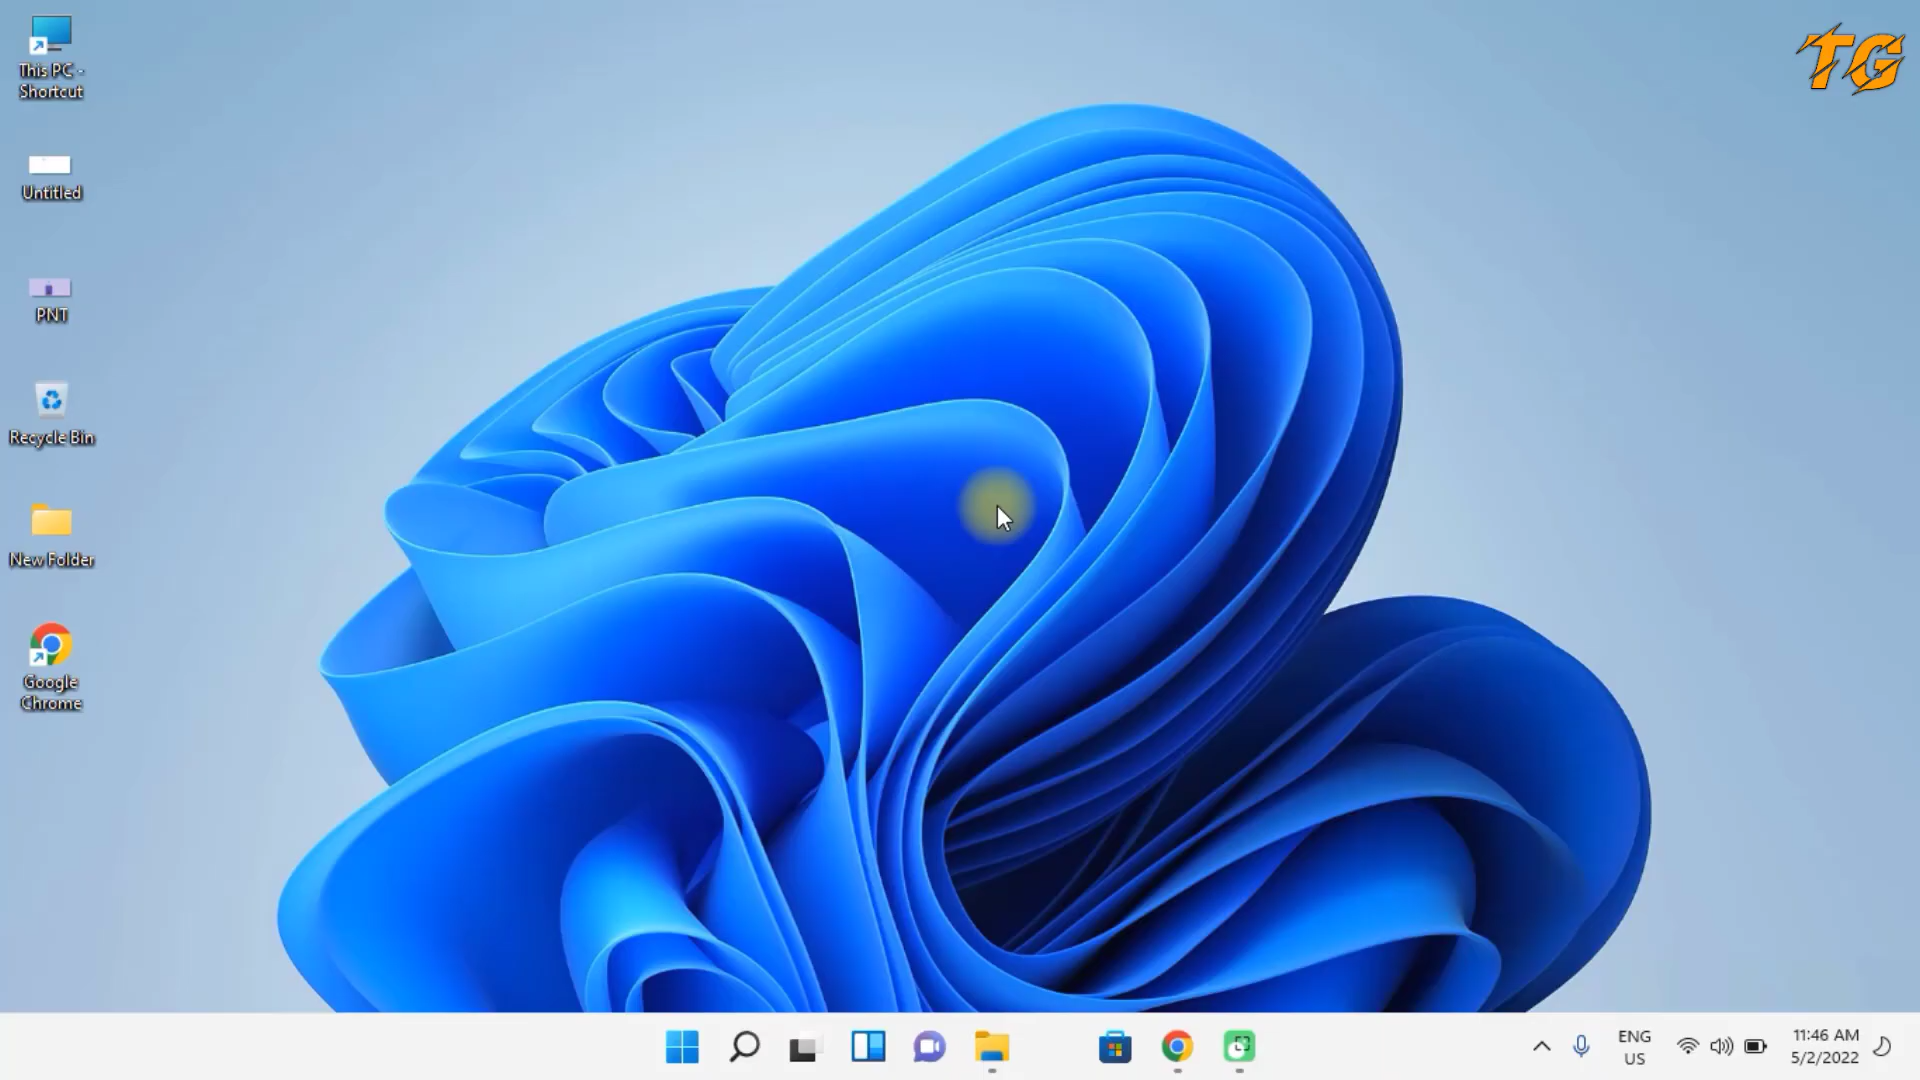 This PC -
Shortcut
TG
Untitled
PNT
Recycle Bin
New Folder
Google
Chrome
ENG
US
11:46 AM
5/2/2022